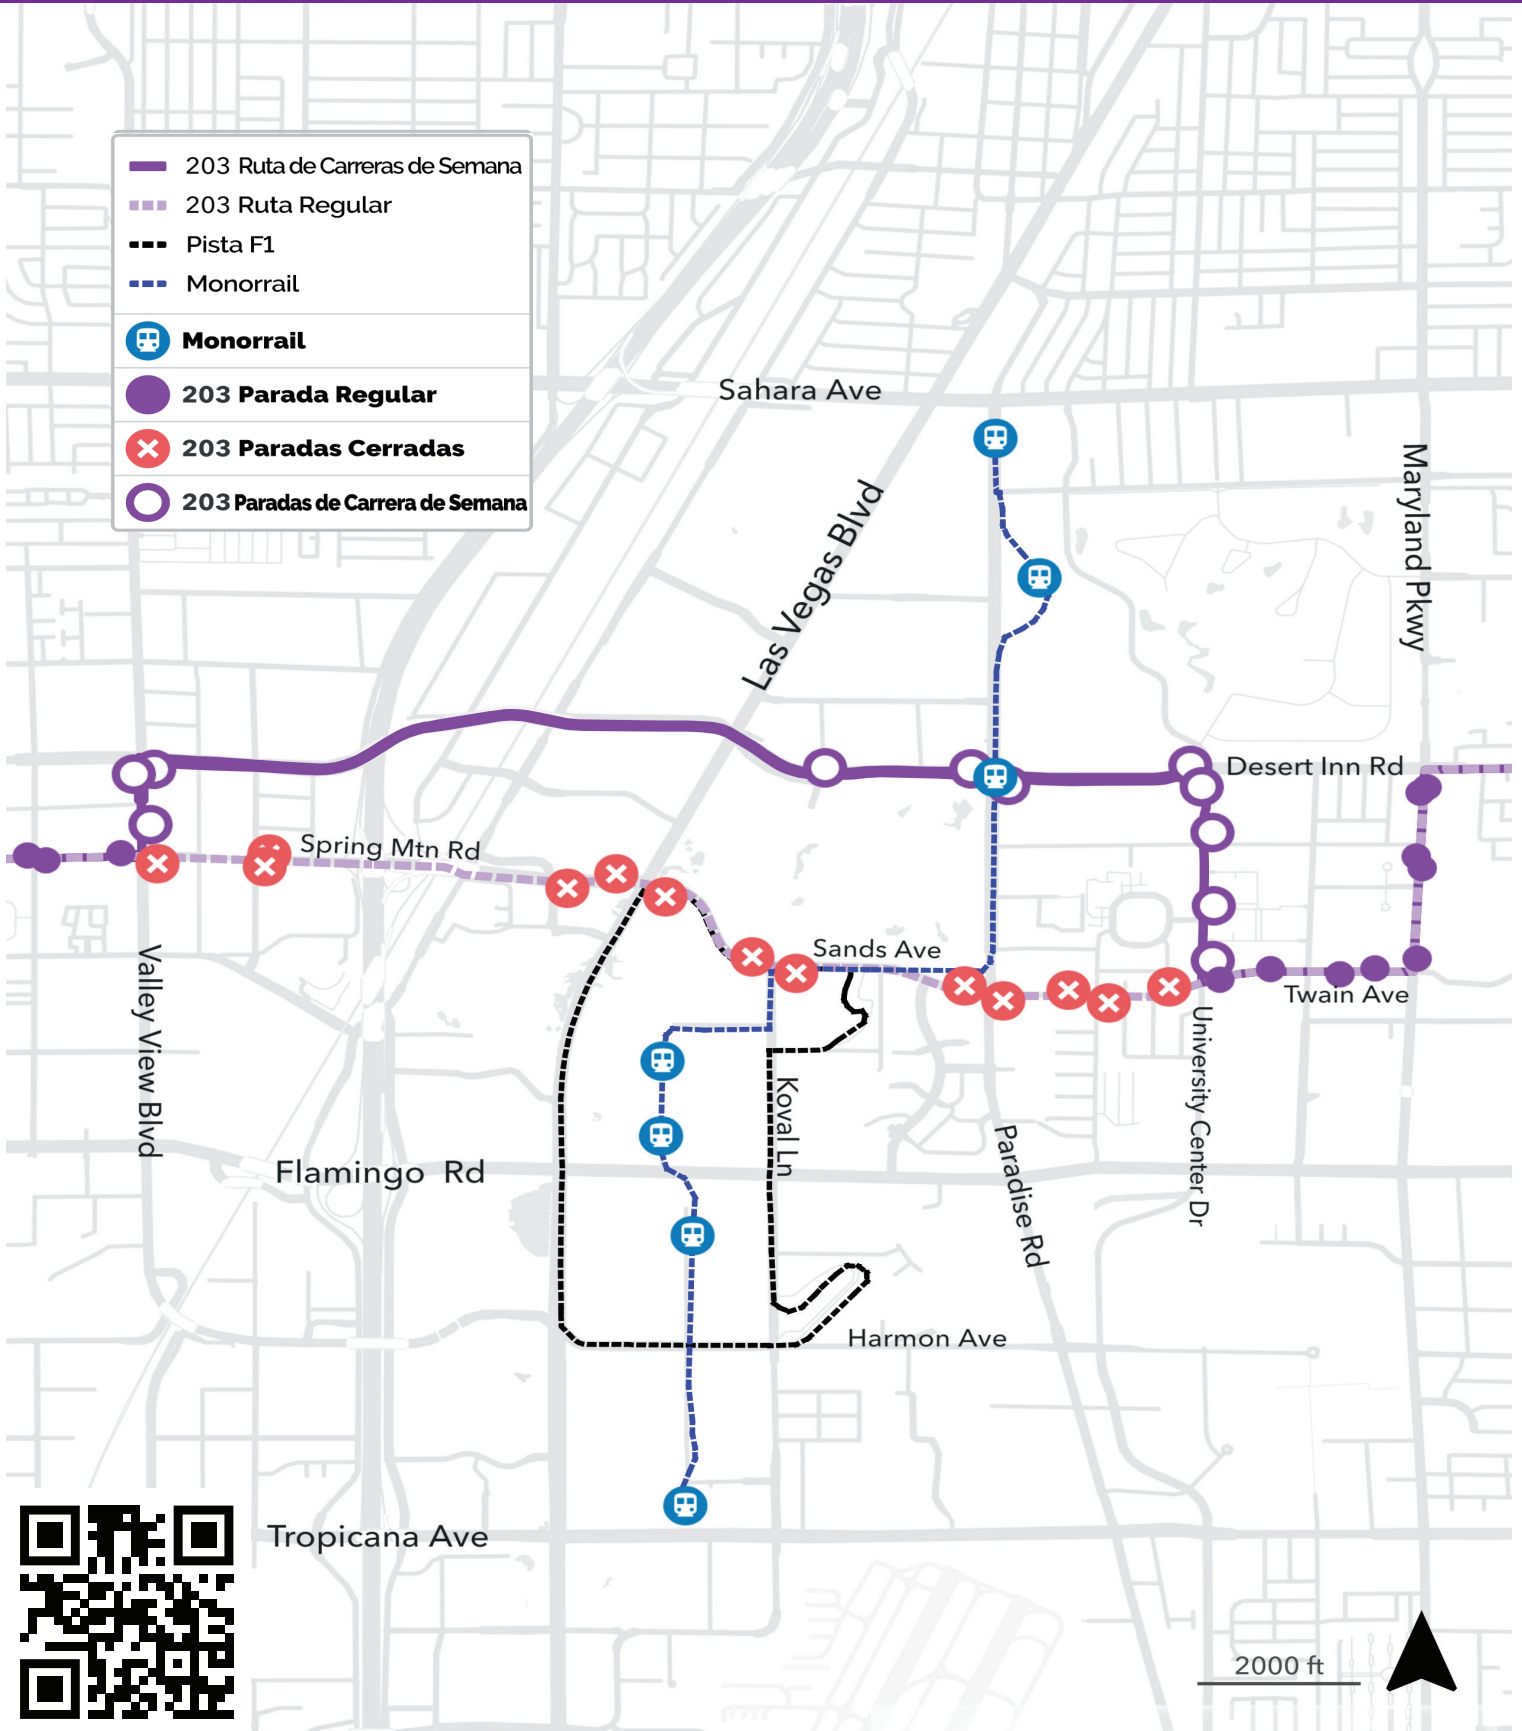 203 Ruta de Carreras de Semana
203 Ruta Regular
Pista F1
Monorrail
Monorrail
203 Parada Regular
203 Paradas Cerradas
203 Paradas de Carrera de Semana
Sahara Ave
Las Vegas Blvd
Maryland Pkwy
Desert Inn Rd
Spring Mtn Rd
Sands Ave
Twain Ave
Valley View Blvd
University Center Dr
Koval Ln
Paradise Rd
Flamingo Rd
Harmon Ave
Tropicana Ave
2000 ft